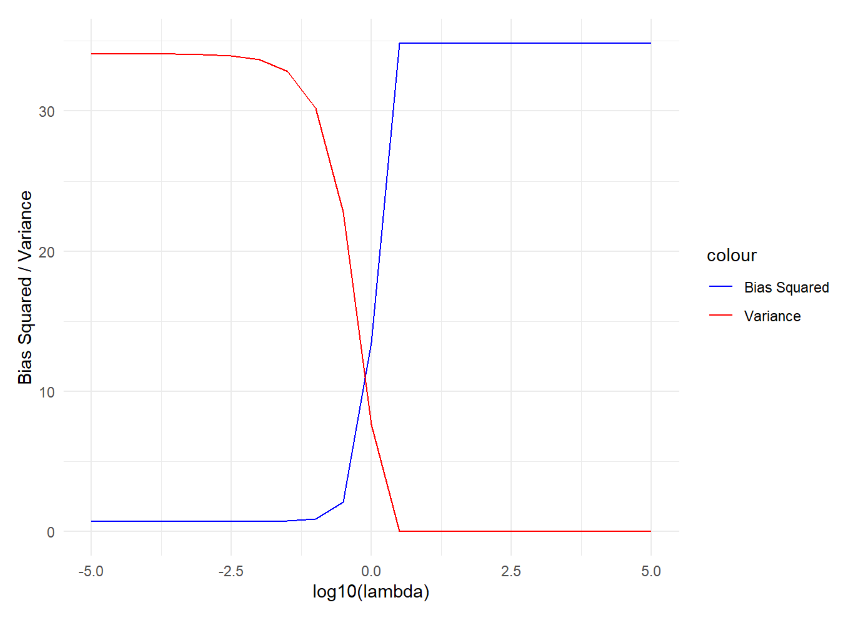 Bias Squared / Variance
30
20
10
0
-5.0
-2.5
0.0
2.5
5.0
log10(lambda)
colour
Bias Squared
Variance